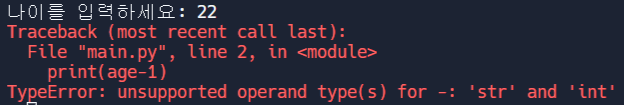 나이를 입력하세요: 22
Traceback (most recent call last):
  File "main.py", line 2, in <module>
    print(age-1)
TypeError: unsupported operand type(s) for -: 'str' and 'int'